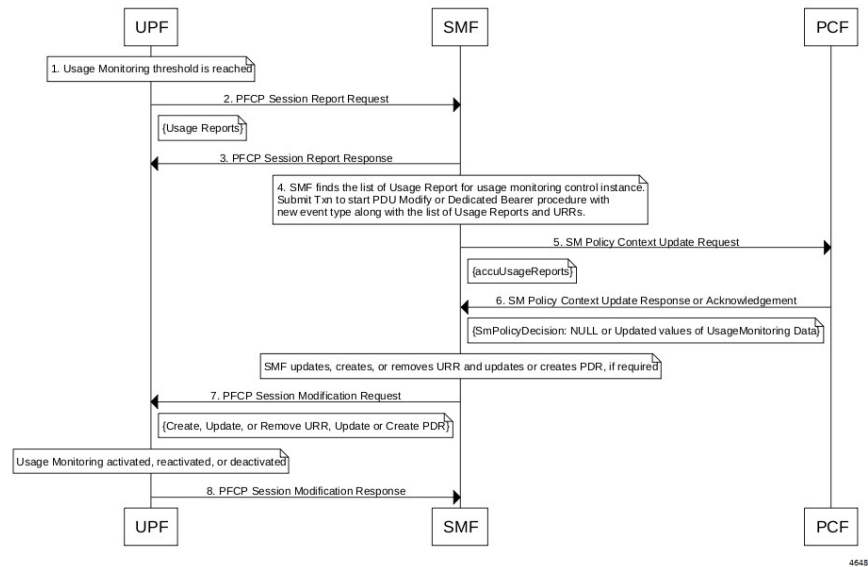 UPF
SMF
PCF
1. Usage Monitoring threshold is reached
2. PFCP Session Report Request
{Usage Reports}
3. PFCP Session Report Response
4. SMF finds the list of Usage Report for usage monitoring control instance.
Submit Txn to start PDU Modify or Dedicated Bearer procedure with
new event type along with the list of Usage Reports and URRs.
5. SM Policy Context Update Request
{accuUsageReports}
6. SM Policy Context Update Response or Acknowledgement
{SmPolicyDecision: NULL or Updated values of UsageMonitoring Data}
SMF updates, creates, or removes URR and updates or creates PDR, if required
7. PFCP Session Modification Request
{Create, Update, or Remove URR, Update or Create PDR}
Usage Monitoring activated, reactivated, or deactivated
8. PFCP Session Modification Response
UPF
SMF
PCF